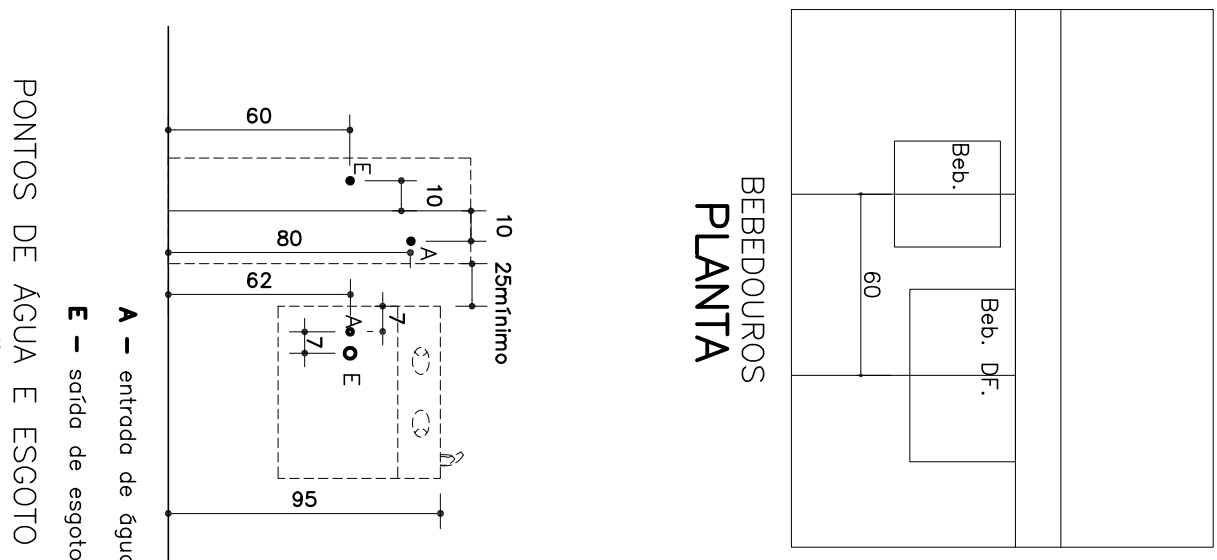 Beb.
Beb. DF.
60
BEBEDOUROS
PLANTA
10
25mínimo
10
7
60
E
A
80
62
A
7
E
95
A – entrada de água
E – saída de esgoto
PONTOS DE ÁGUA E ESGOTO